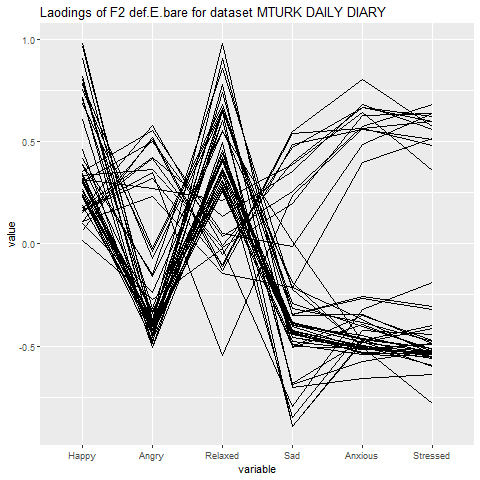 Laodings of F2 def.E.bare for dataset MTURK DAILY DIARY
1.0
0.5
0.0
-0.5
value
Happy Angry Relaxed Sad Anxious Stressed
variable